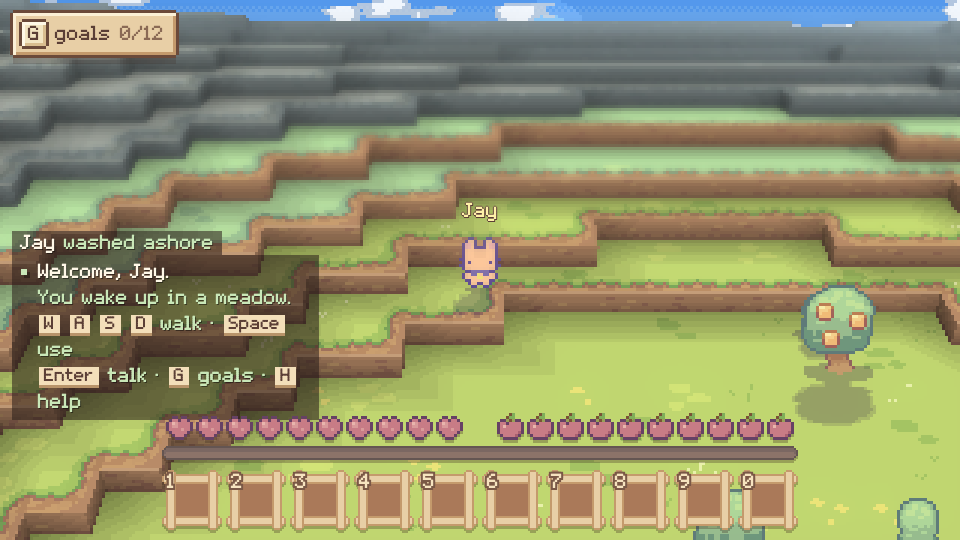 G goals 0/12
Jay
Jay washed ashore
▪ Welcome, Jay.
You wake up in a meadow.
W A S D walk · Space
use
Enter talk · G goals · H
help
1 2 3 4 5 6 7 8 9 0